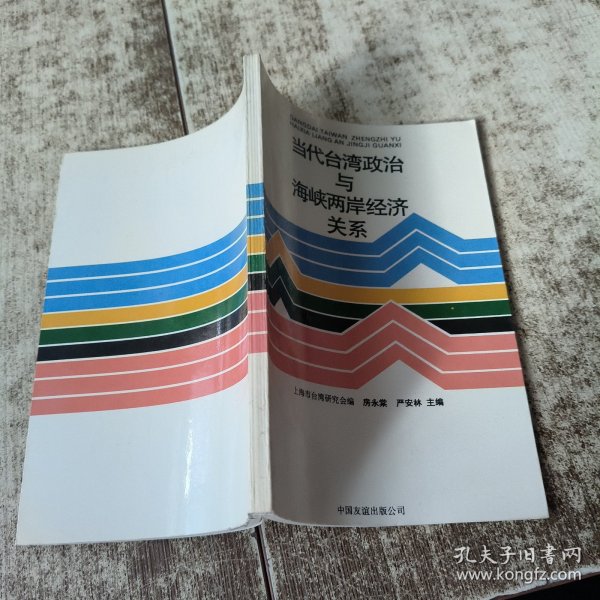 DANGDAI TAIWAN ZHENGZHI YU
HAIXIA LIANG AN JINGJI GUANXI
当代台湾政治
与
海峡两岸经济
关系
上海市台湾研究会编 房永棠 严安林 主编
中国友谊出版公司
孔夫子旧书网
www.kongfz.com